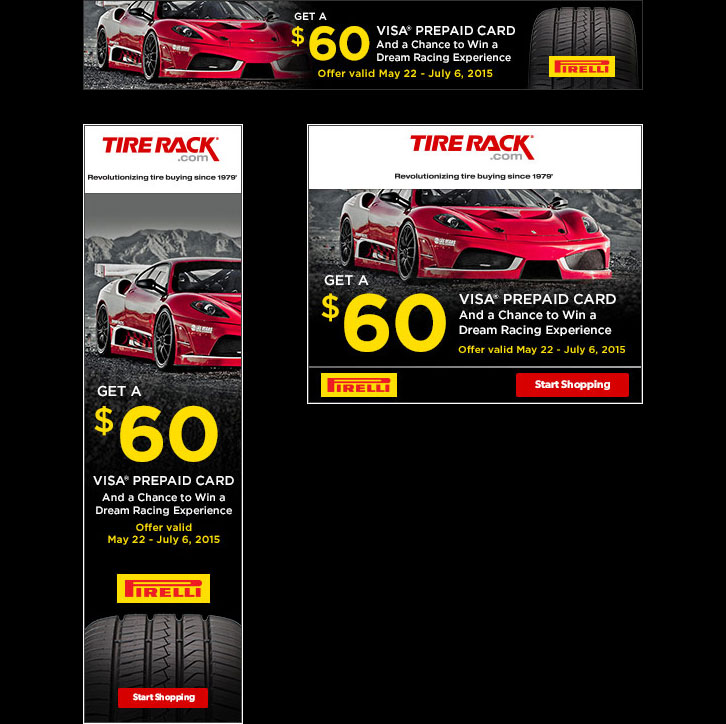 GET A
$60
VISA® PREPAID CARD
And a Chance to Win a
Dream Racing Experience
Offer valid May 22 - July 6, 2015
PIRELLI
TIRE RACK
.com
Revolutionizing tire buying since 1979
GET A
$60
VISA® PREPAID CARD
And a Chance to Win a
Dream Racing Experience
Offer valid
May 22 - July 6, 2015
PIRELLI
Start Shopping
TIRE RACK
.com
Revolutionizing tire buying since 1979
GET A
$60
VISA® PREPAID CARD
And a Chance to Win a
Dream Racing Experience
Offer valid May 22 - July 6, 2015
PIRELLI
Start Shopping